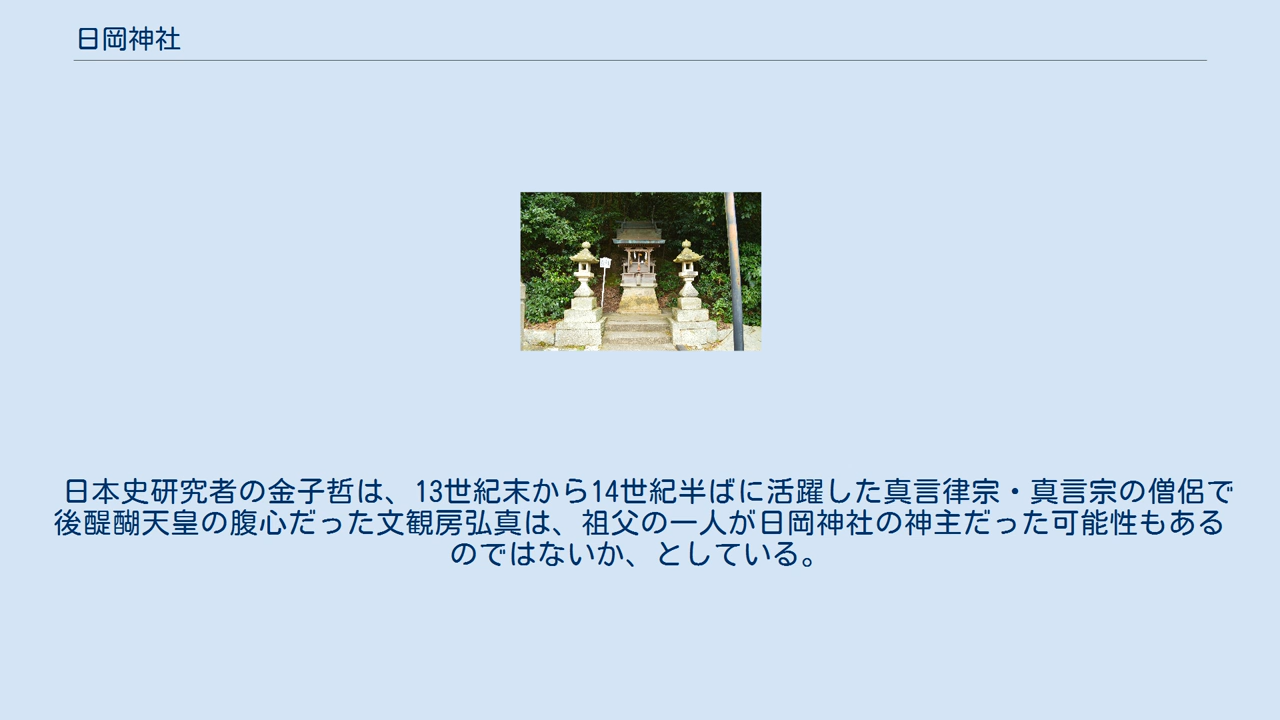 日岡神社
日本史研究者の金子哲は、13世紀末から14世紀半ばに活躍した真言律宗・真言宗の僧侶で
後醍醐天皇の腹心だった文観房弘真は、祖父の一人が日岡神社の神主だった可能性もある
のではないか、としている。